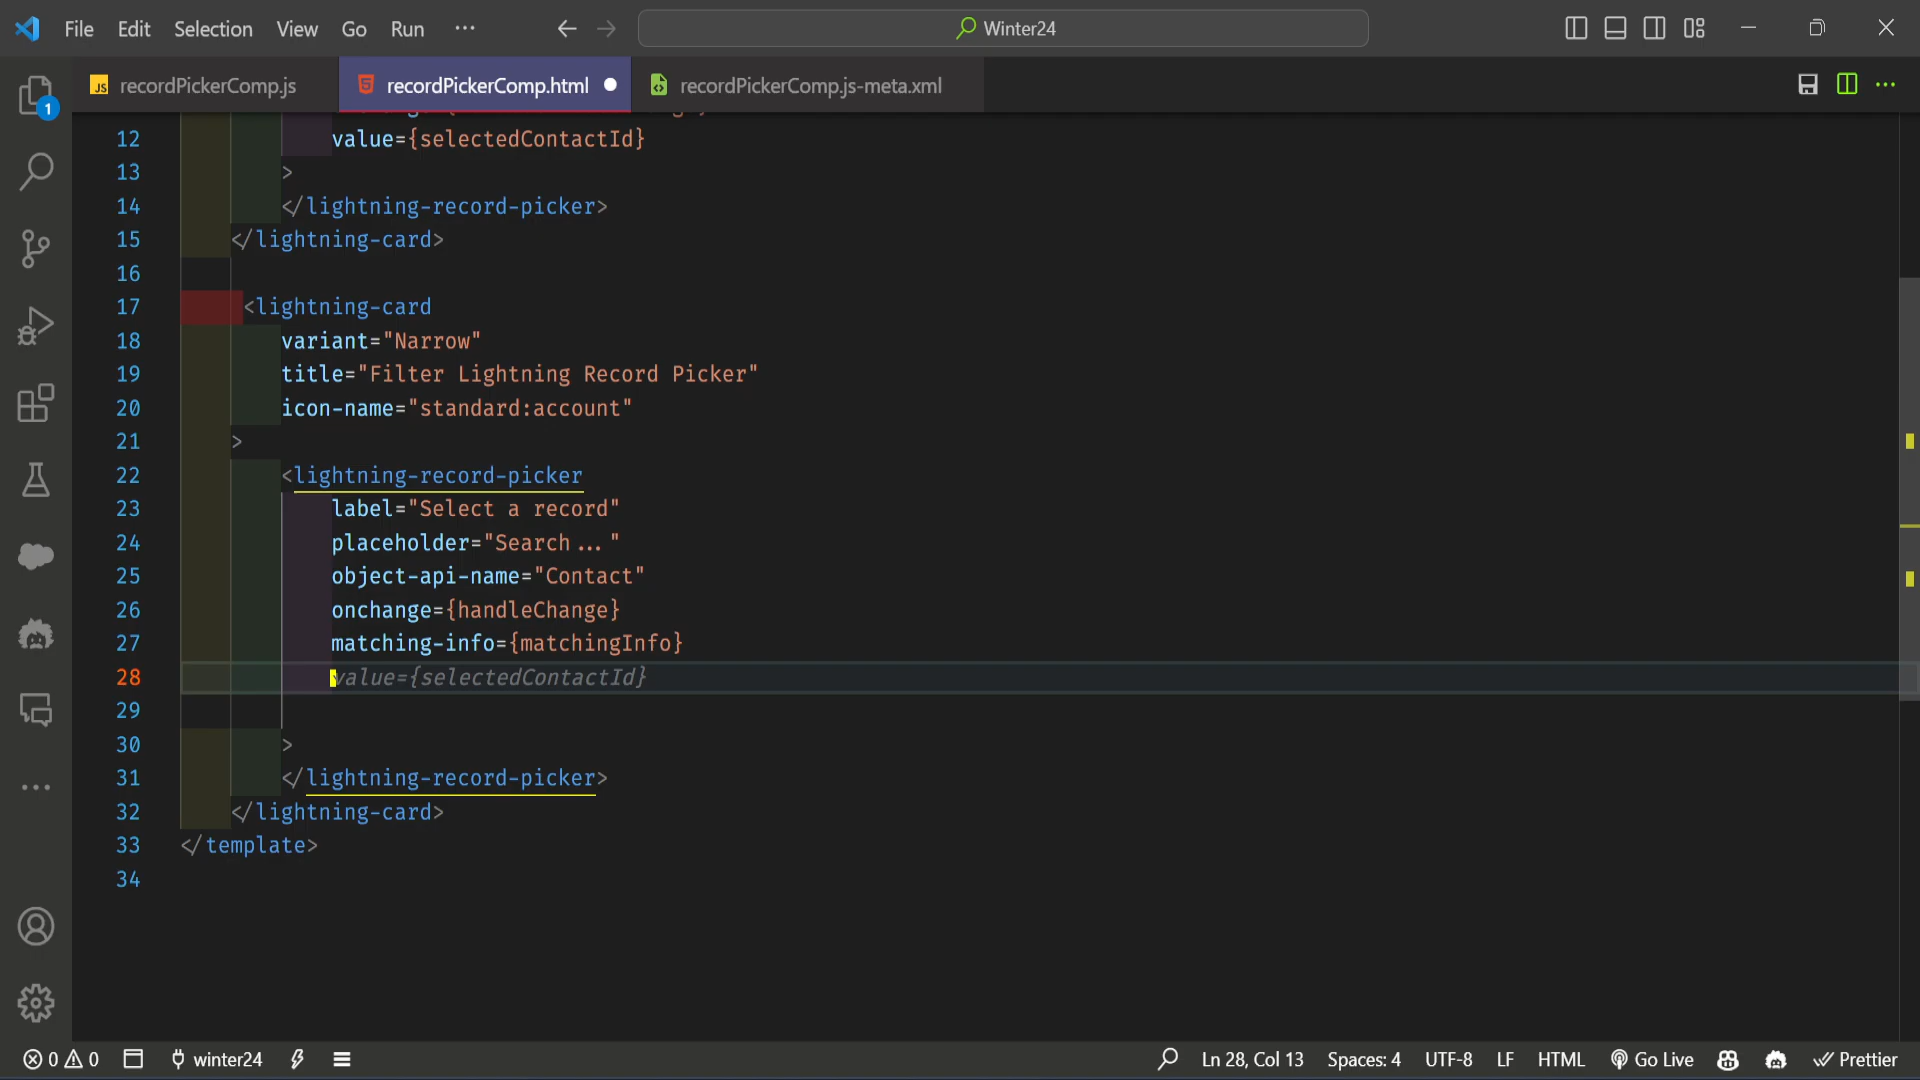 File Edit Selection View Go Run ··· Winter24
recordPickerComp.js recordPickerComp.html recordPickerComp.js-meta.xml
12 value={selectedContactId}
13 >
14 </lightning-record-picker>
15 </lightning-card>
16
17 <lightning-card
18 variant="Narrow"
19 title="Filter Lightning Record Picker"
20 icon-name="standard:account"
21 >
22 <lightning-record-picker
23 label="Select a record"
24 placeholder="Search..."
25 object-api-name="Contact"
26 onchange={handleChange}
27 matching-info={matchingInfo}
28 value={selectedContactId}
29
30 >
31 </lightning-record-picker>
32 </lightning-card>
33 </template>
34
1
0 0 winter24 Ln 28, Col 13 Spaces: 4 UTF-8 LF HTML Go Live Prettier